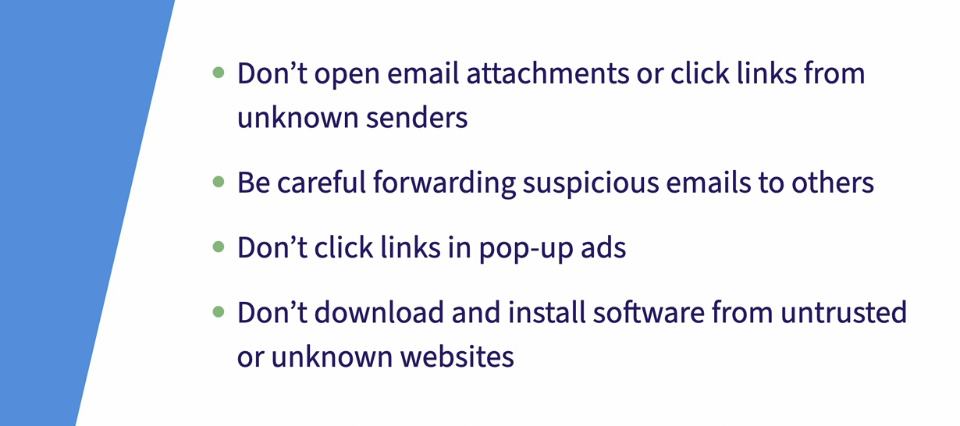 Don’t open email attachments or click links from
unknown senders
Be careful forwarding suspicious emails to others
Don’t click links in pop-up ads
Don’t download and install software from untrusted
or unknown websites